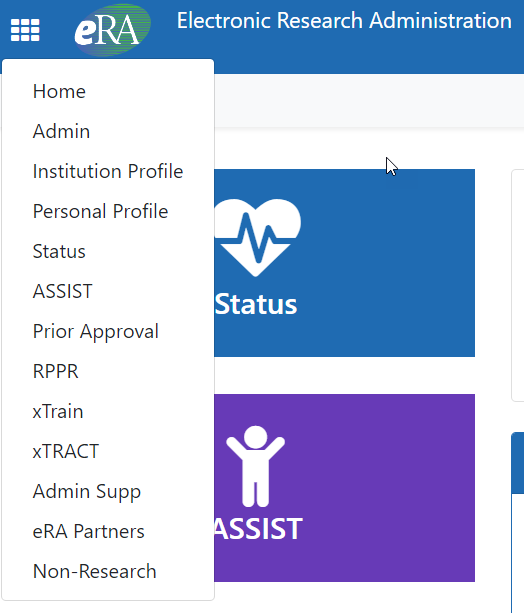 eRA
Electronic Research Administration
Home
Admin
Institution Profile
Personal Profile
Status
ASSIST
Prior Approval
RPPR
xTrain
xTRACT
Admin Supp
eRA Partners
Non-Research
Status
ASSIST